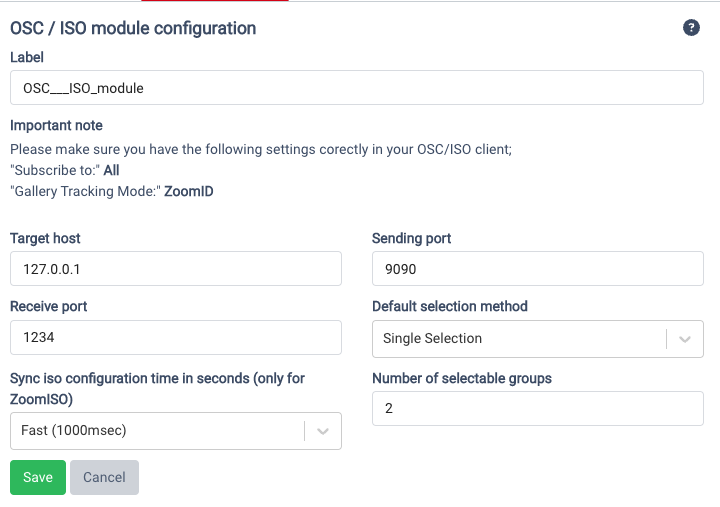 OSC / ISO module configuration
?
Label
OSC___ISO_module
Important note
Please make sure you have the following settings corectly in your OSC/ISO client;
"Subscribe to:" All
"Gallery Tracking Mode:" ZoomID
Target host
Sending port
127.0.0.1
9090
Receive port
Default selection method
1234
Single Selection
Sync iso configuration time in seconds (only for
ZoomISO)
Number of selectable groups
Fast (1000msec)
2
Save
Cancel